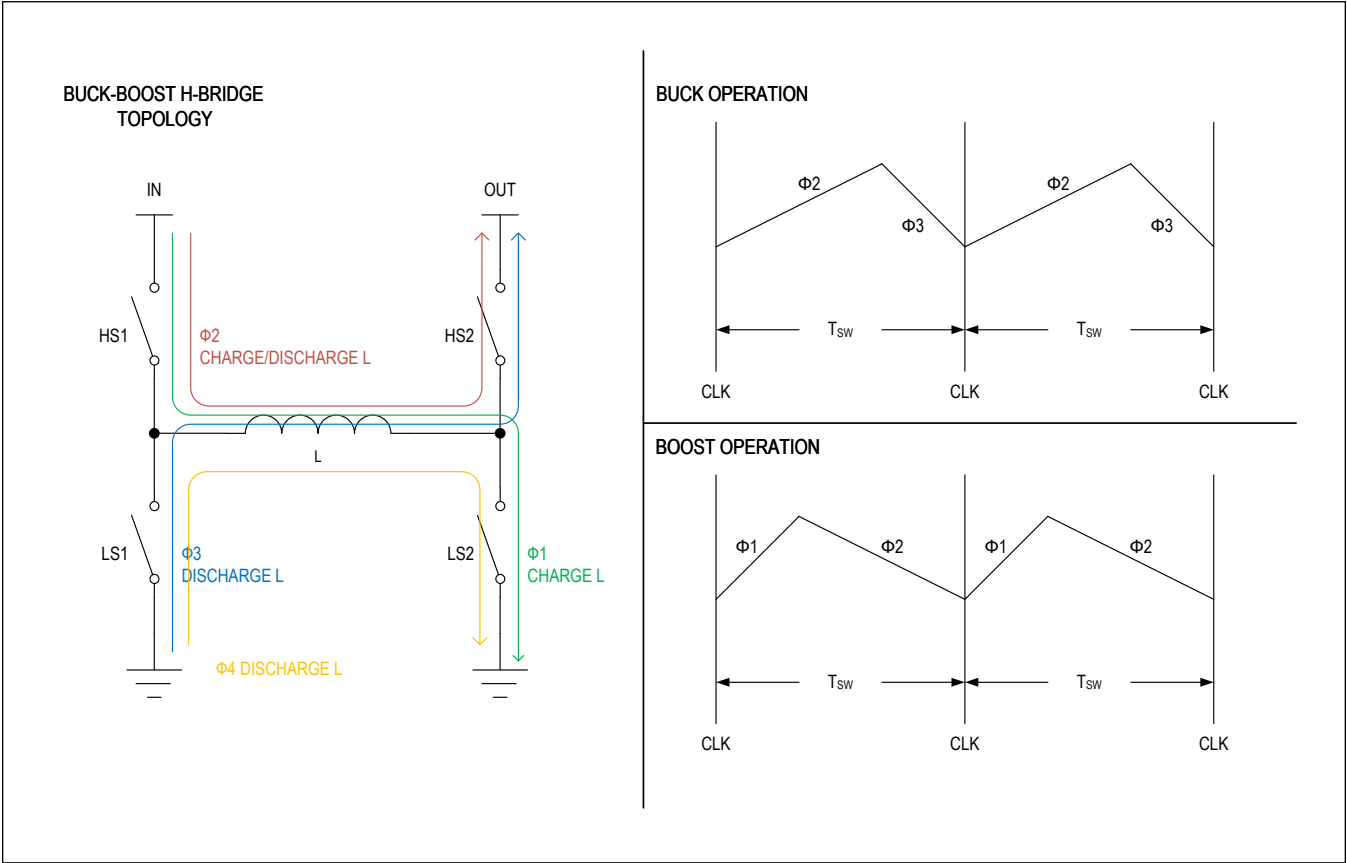 BUCK-BOOST H-BRIDGE
TOPOLOGY
IN
OUT
HS1
Φ2
CHARGE/DISCHARGE L
HS2
L
LS1
Φ3
DISCHARGE L
LS2
Φ1
CHARGE L
Φ4 DISCHARGE L
BUCK OPERATION
Φ2
Φ3
Φ2
Φ3
TSW
TSW
CLK
CLK
CLK
BOOST OPERATION
Φ1
Φ2
Φ1
Φ2
TSW
TSW
CLK
CLK
CLK